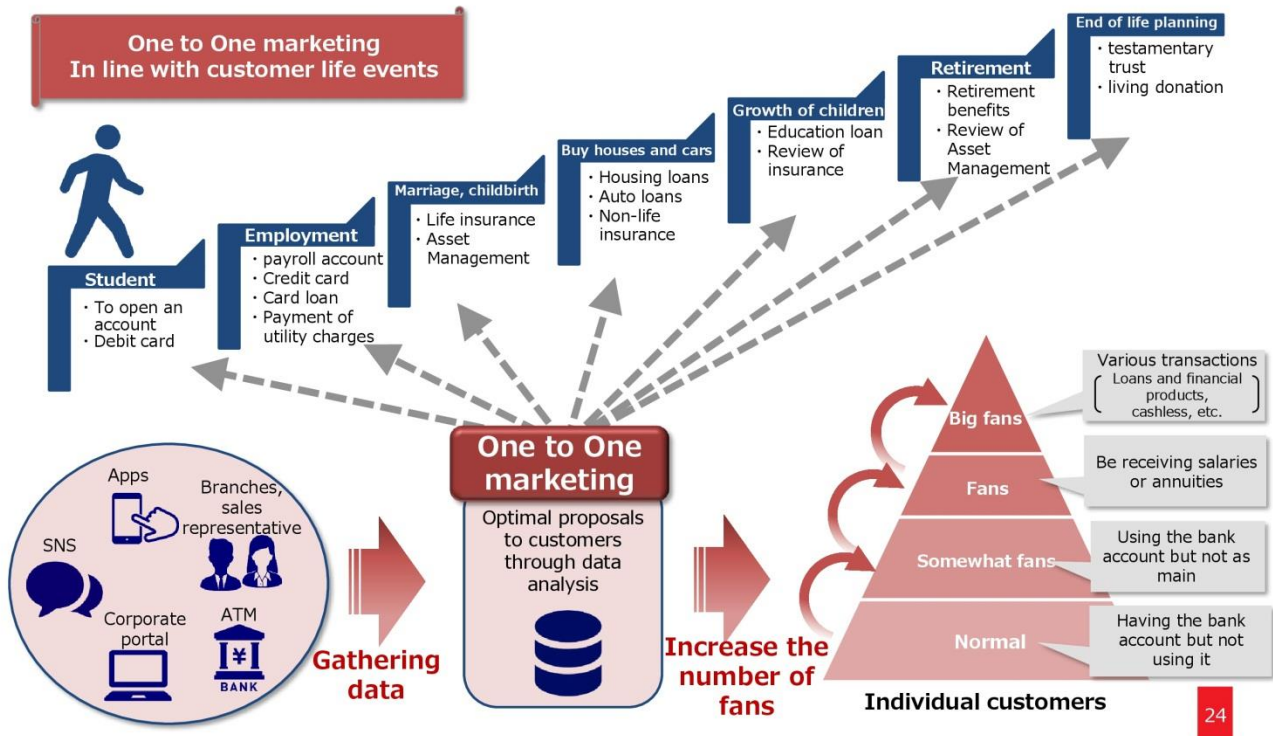 One to One marketing
In line with customer life events
Student
・To open an
account
・Debit card
Employment
・payroll account
・Credit card
・Card loan
・Payment of
utility charges
Marriage, childbirth
・Life insurance
・Asset
Management
Buy houses and cars
・Housing loans
・Auto loans
・Non-life
insurance
Growth of children
・Education loan
・Review of
insurance
Retirement
・Retirement
benefits
・Review of
Asset
Management
End of life planning
・testamentary
trust
・living donation
Apps
Branches,
sales
representative
SNS
Corporate
portal
ATM
¥
BANK
Gathering
data
One to One
marketing
Optimal proposals
to customers
through data
analysis
Increase the
number of
fans
Big fans
Fans
Somewhat fans
Normal
Individual customers
Various transactions
Loans and financial
products,
cashless, etc.
Be receiving salaries
or annuities
Using the bank
account but not as
main
Having the bank
account but not
using it
24